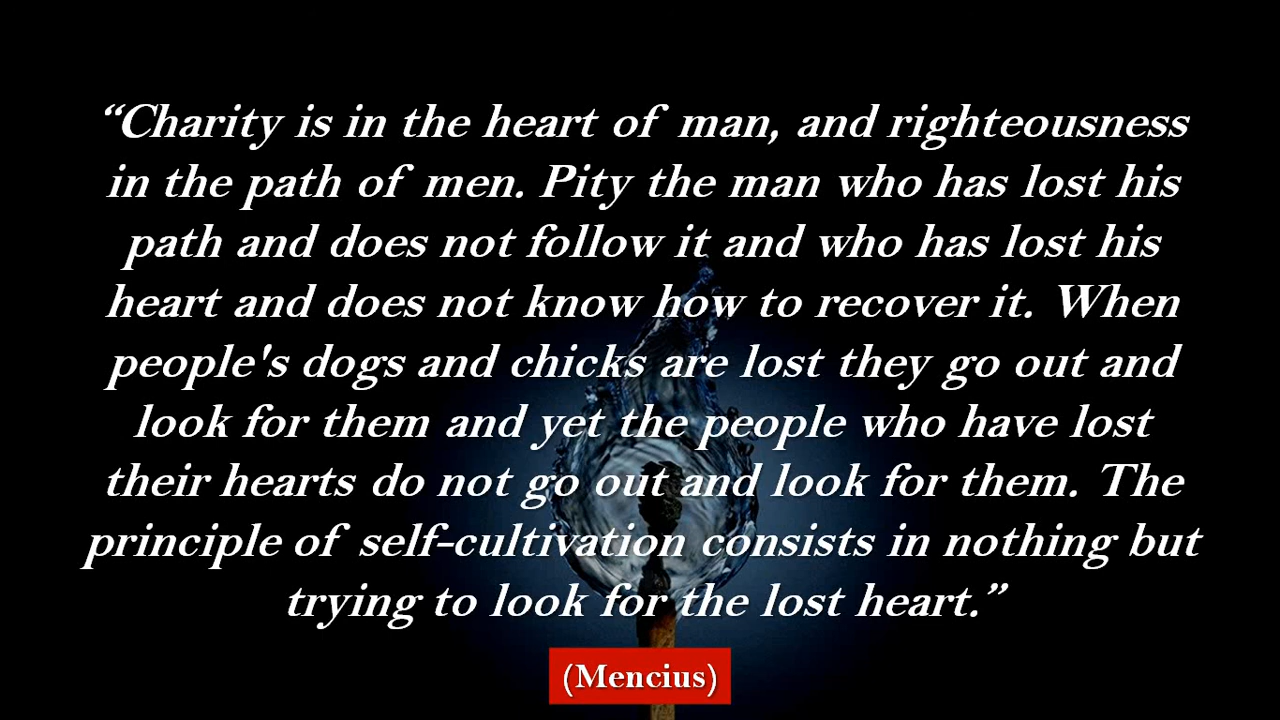 “Charity is in the heart of man, and righteousness
in the path of men. Pity the man who has lost his
path and does not follow it and who has lost his
heart and does not know how to recover it. When
people's dogs and chicks are lost they go out and
look for them and yet the people who have lost
their hearts do not go out and look for them. The
principle of self-cultivation consists in nothing but
trying to look for the lost heart.”
(Mencius)